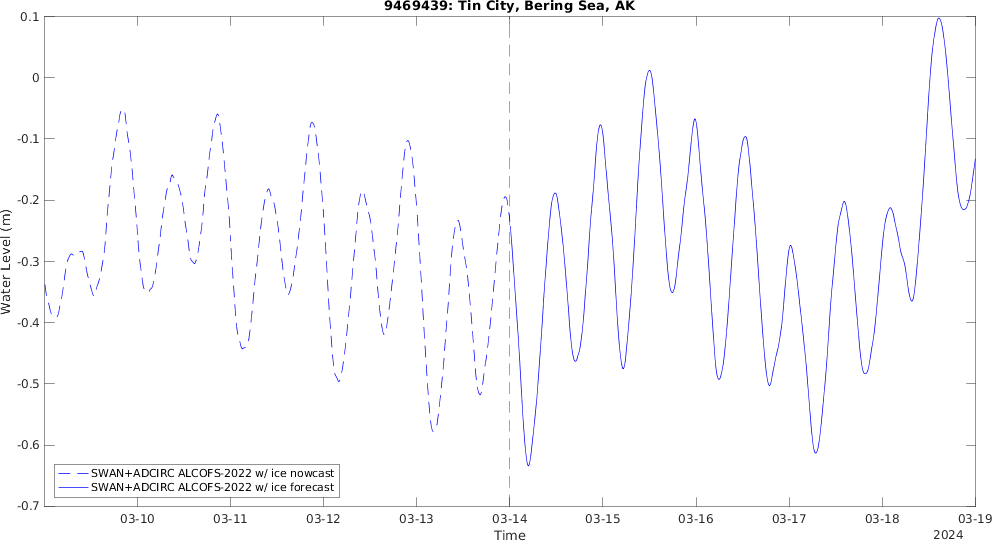 9469439: Tin City, Bering Sea, AK
Water Level (m)
0.1
0
-0.1
-0.2
-0.3
-0.4
-0.5
-0.6
-0.7
SWAN+ADCIRC ALCOFS-2022 w/ ice nowcast
SWAN+ADCIRC ALCOFS-2022 w/ ice forecast
03-10 03-11 03-12 03-13 03-14 03-15 03-16 03-17 03-18 03-19
Time
2024